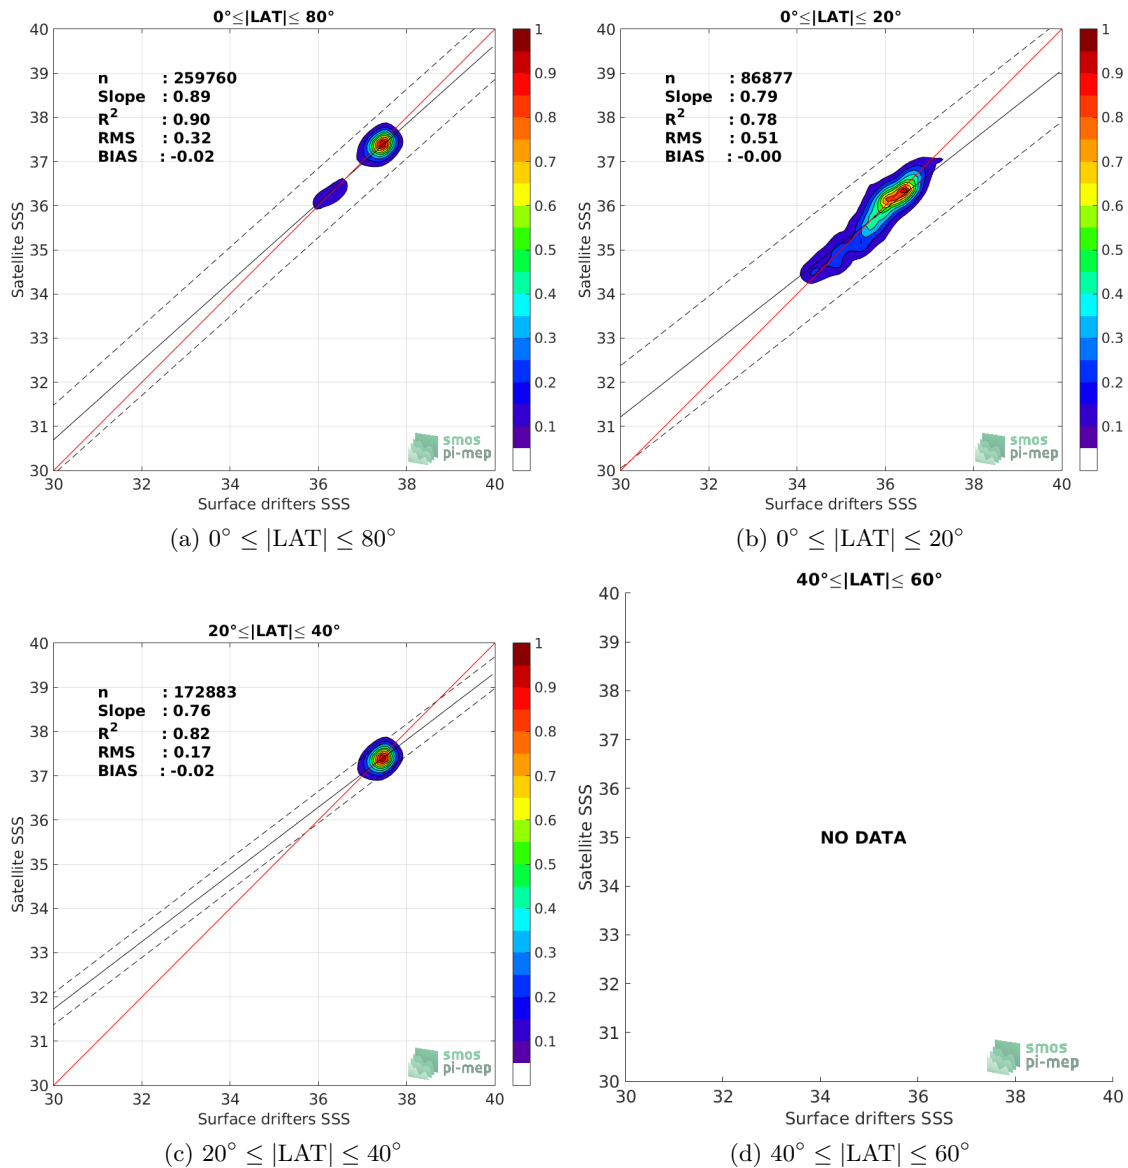 0°≤|LAT|≤ 80°
40
39
38
37
36
35
34
33
32
31
30
Satellite SSS
n : 259760
Slope : 0.89
R2 : 0.90
RMS : 0.32
BIAS : -0.02
smos
pi-mep
30 32 34 36 38 40
Surface drifters SSS
1
0.9
0.8
0.7
0.6
0.5
0.4
0.3
0.2
0.1
(a) 0° ≤ |LAT| ≤ 80°
0°≤|LAT|≤ 20°
40
39
38
37
36
35
34
33
32
31
30
Satellite SSS
n : 86877
Slope : 0.79
R2 : 0.78
RMS : 0.51
BIAS : -0.00
smos
pi-mep
30 32 34 36 38 40
Surface drifters SSS
1
0.9
0.8
0.7
0.6
0.5
0.4
0.3
0.2
0.1
(b) 0° ≤ |LAT| ≤ 20°
20°≤|LAT|≤ 40°
40
39
38
37
36
35
34
33
32
31
30
Satellite SSS
n : 172883
Slope : 0.76
R2 : 0.82
RMS : 0.17
BIAS : -0.02
smos
pi-mep
30 32 34 36 38 40
Surface drifters SSS
1
0.9
0.8
0.7
0.6
0.5
0.4
0.3
0.2
0.1
(c) 20° ≤ |LAT| ≤ 40°
40°≤|LAT|≤ 60°
40
39
38
37
36
35
34
33
32
31
30
Satellite SSS
NO DATA
smos
pi-mep
30 32 34 36 38 40
Surface drifters SSS
(d) 40° ≤ |LAT| ≤ 60°